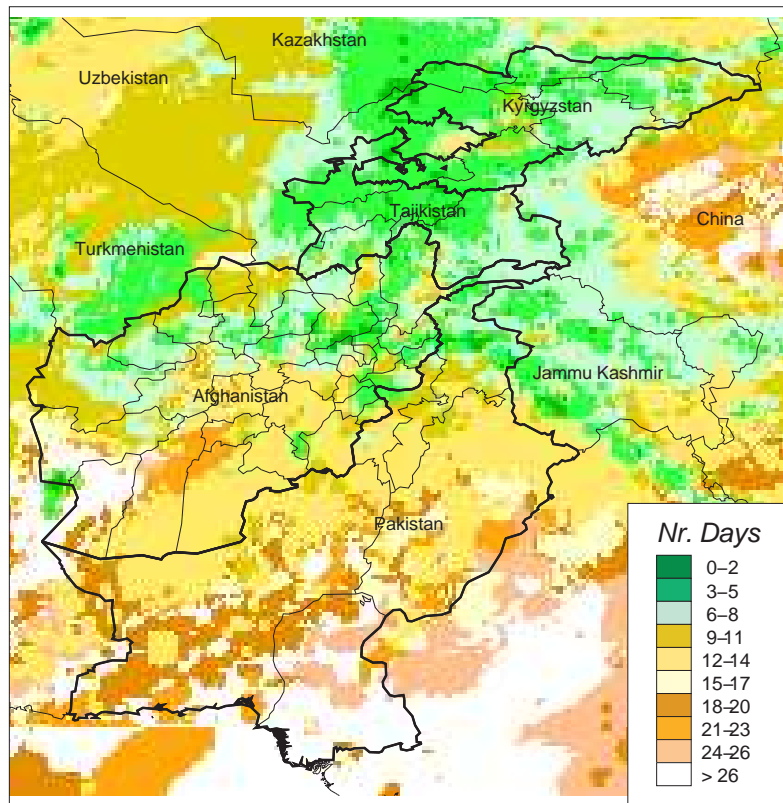 Kazakhstan
Uzbekistan
Kyrgyzstan
Tajikistan
China
Turkmenistan
Jammu Kashmir
Afghanistan
Pakistan
Nr. Days
0–2
3–5
6–8
9–11
12–14
15–17
18–20
21–23
24–26
> 26